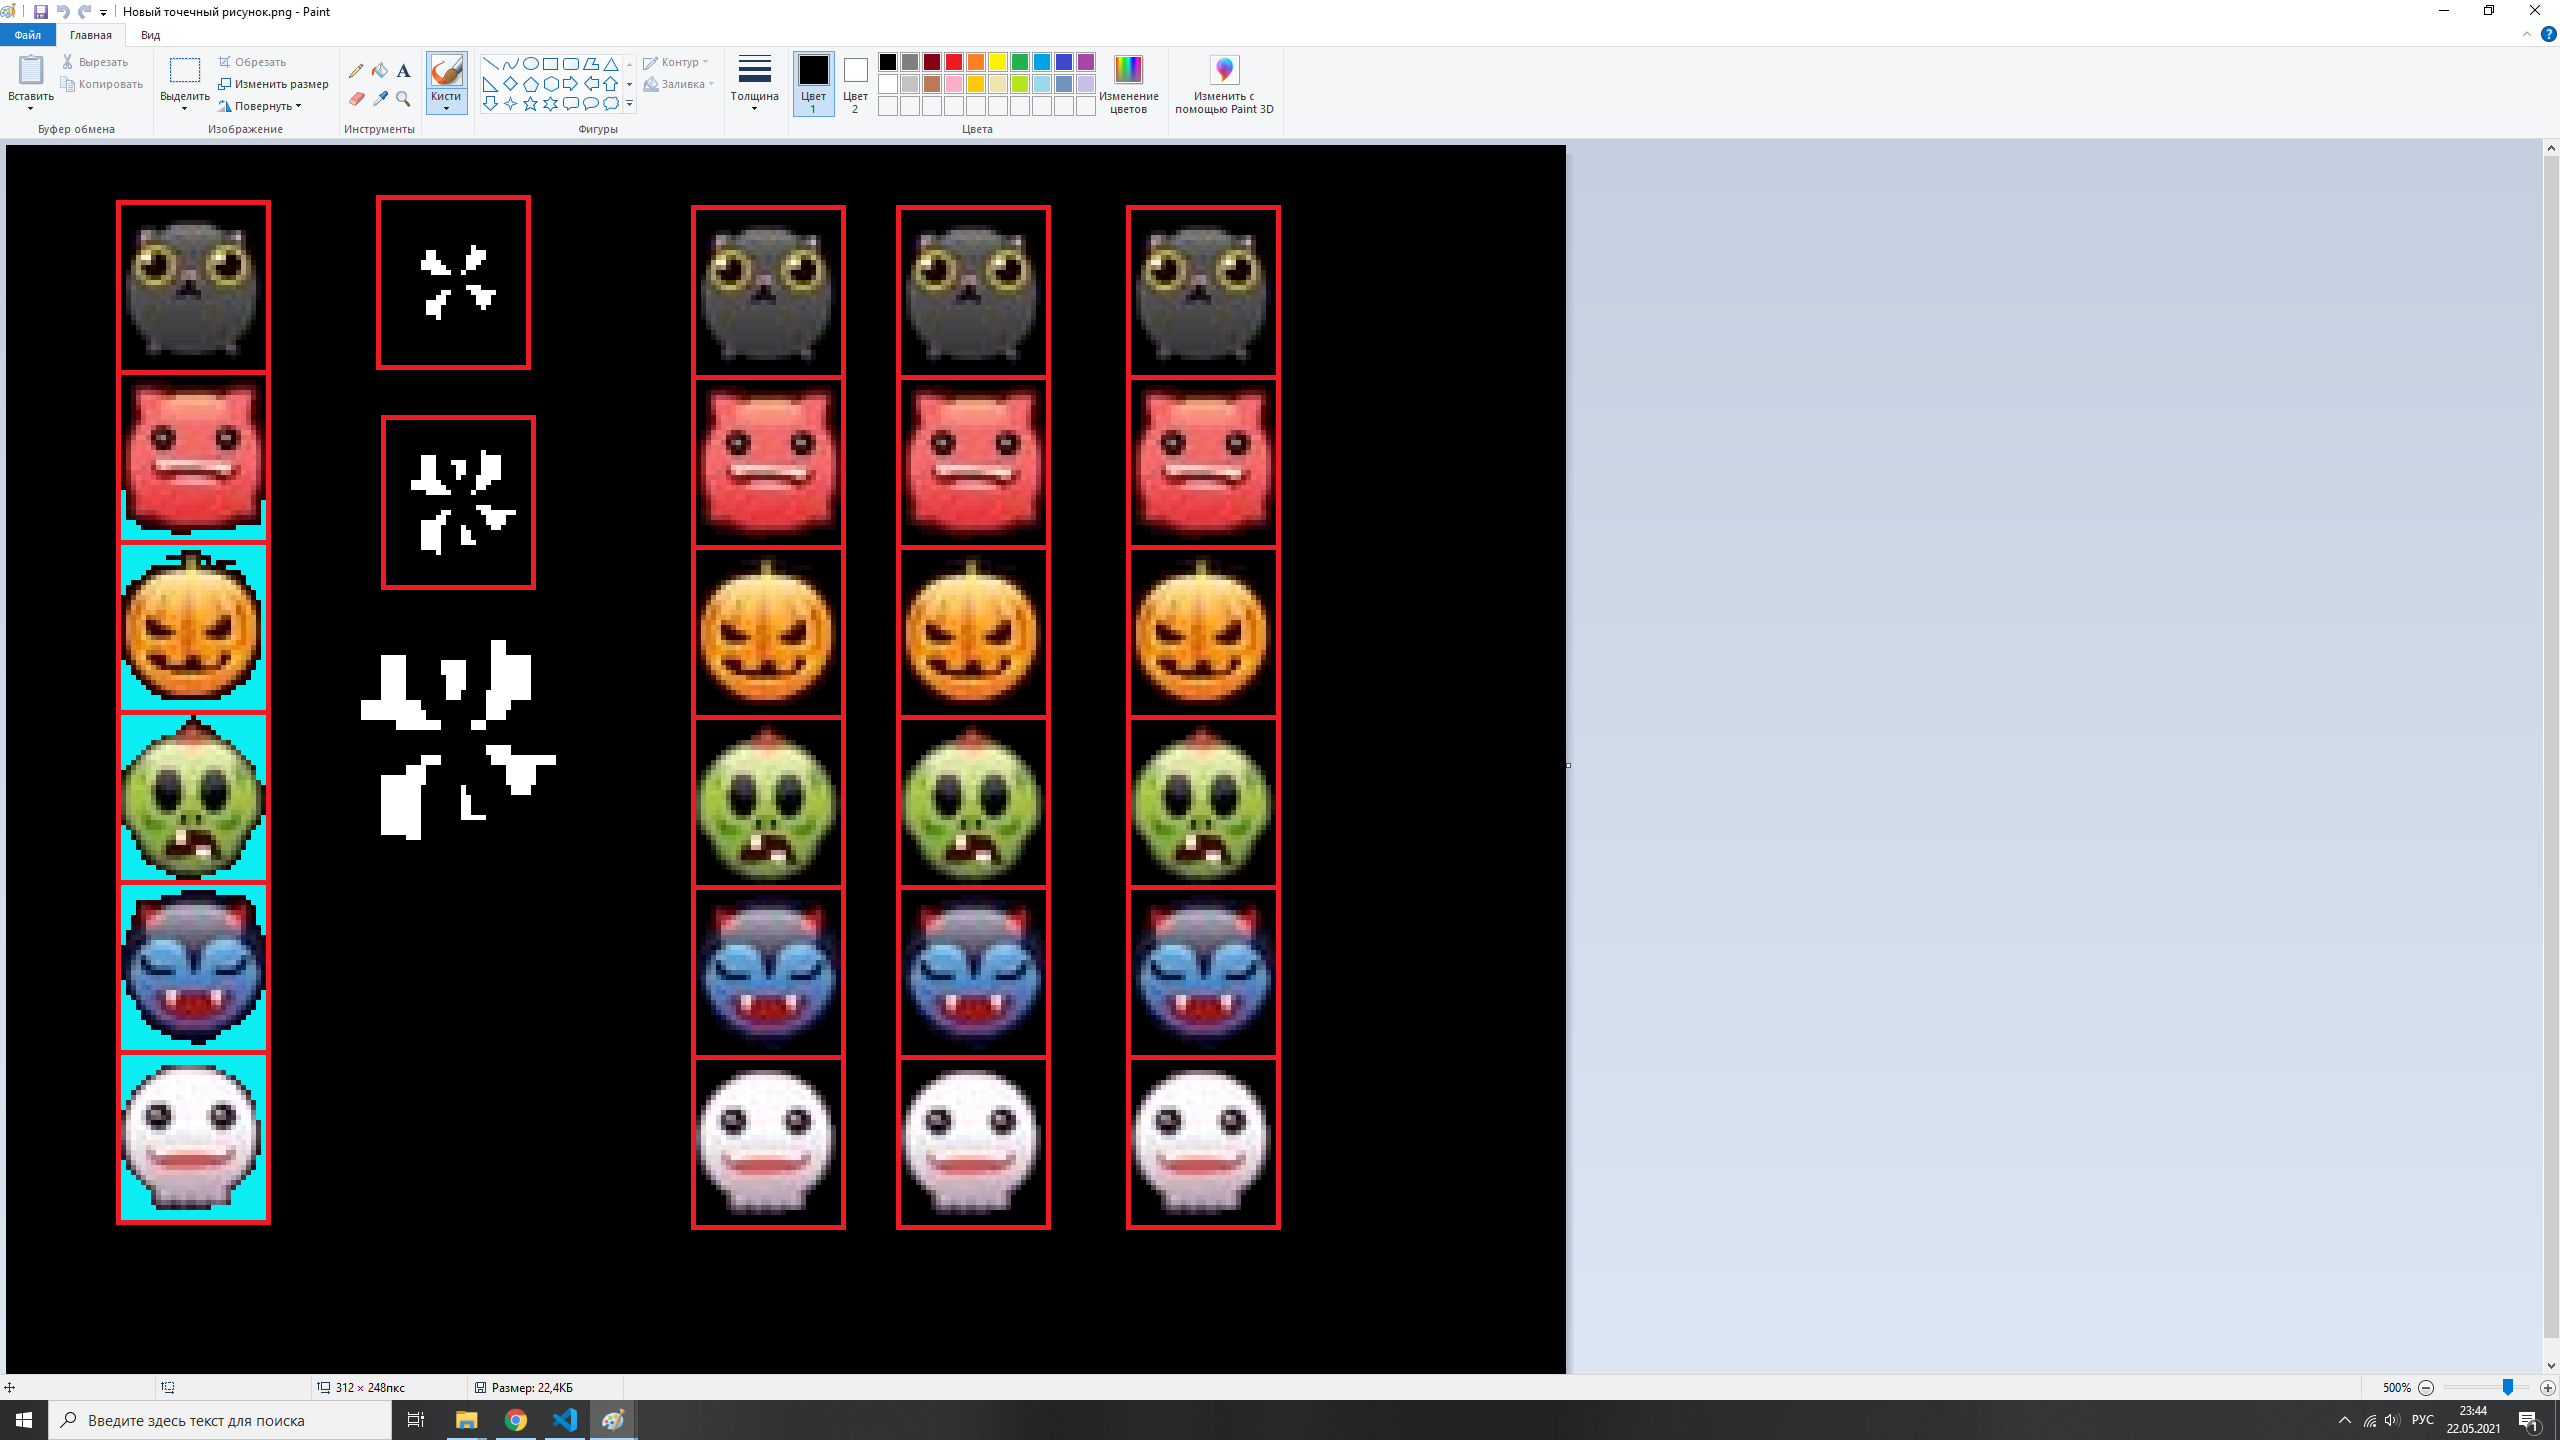 Новый точечный рисунок.png - Paint
Файл Главная Вид
Вставить
Вырезать
Копировать
Буфер обмена
Выделить
Обрезать
Изменить размер
Повернуть
Изображение
A
Инструменты
Кисти
Контур
Заливка
Фигуры
Толщина
Цвет
1
Цвет
2
Изменение
цветов
Цвета
Изменить с
помощью Paint 3D
?
312 × 248пкс
Размер: 22,4КБ
500%
Введите здесь текст для поиска
РУС
23:44
22.05.2021
1